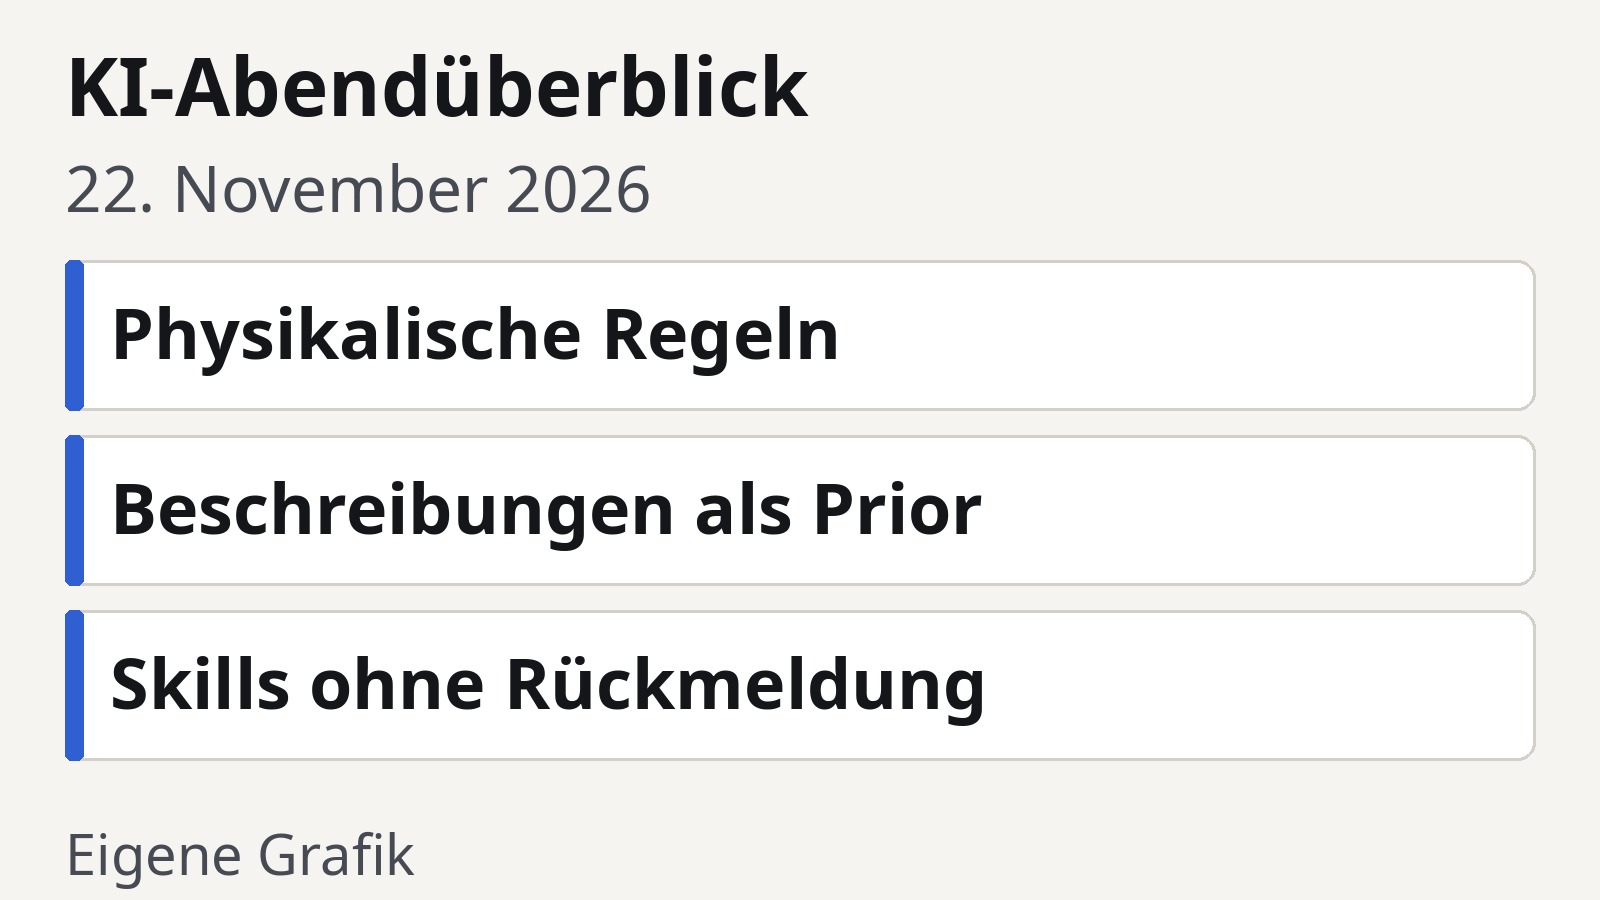 KI-Abendüberblick
22. November 2026
Physikalische Regeln
Beschreibungen als Prior
Skills ohne Rückmeldung
Eigene Grafik